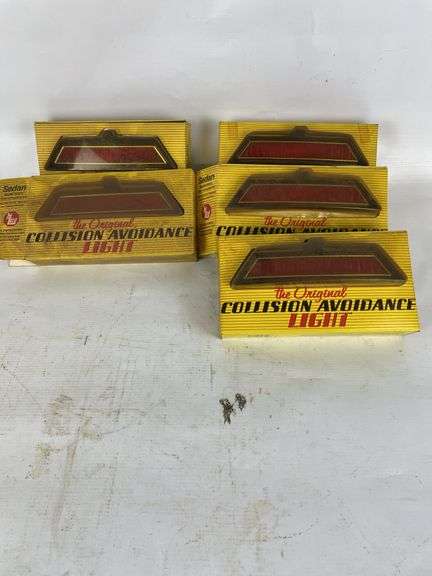 Sedan
the Original
COLLISION AVOIDANCE
LIGHT
Sedan
the Original
COLLISION AVOIDANCE
the Original
COLLISION AVOIDANCE
LIGHT